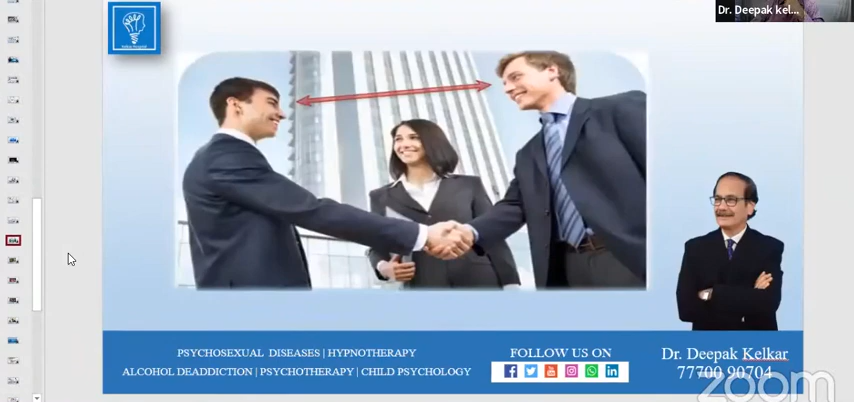 Dr. Deepak kel...
PSYCHOSEXUAL DISEASES | HYPNOTHERAPY
ALCOHOL DEADDICTION | PSYCHOTHERAPY | CHILD PSYCHOLOGY
FOLLOW US ON
Dr. Deepak Kelkar
77700 90704
zoom